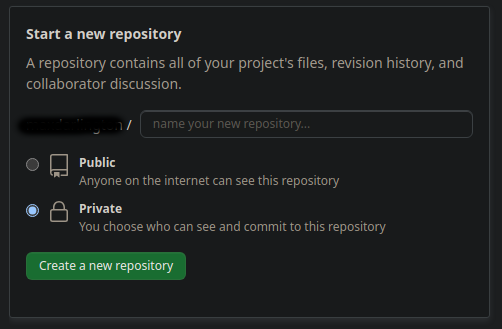 Start a new repository
A repository contains all of your project's files, revision history, and
collaborator discussion.
/ name your new repository...
Public
Anyone on the internet can see this repository
Private
You choose who can see and commit to this repository
Create a new repository